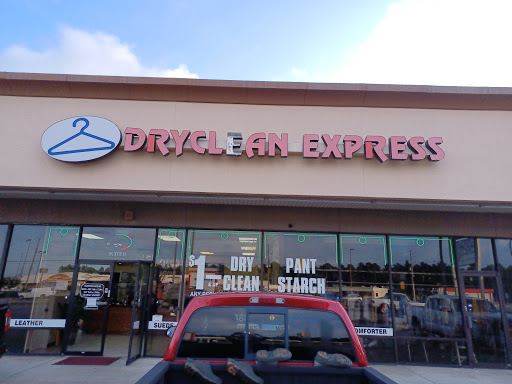 DRYCLEAN EXPRESS
$1
DRY
CLEAN
PANT
STARCH
LEATHER
SUEDE
COMFORTER